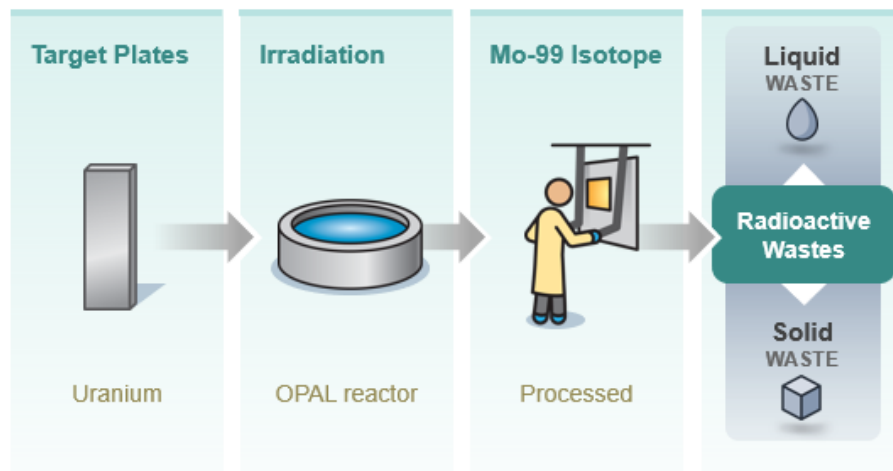 Target Plates
Uranium
Irradiation
OPAL reactor
Mo-99 Isotope
Processed
Liquid
WASTE
Radioactive
Wastes
Solid
WASTE